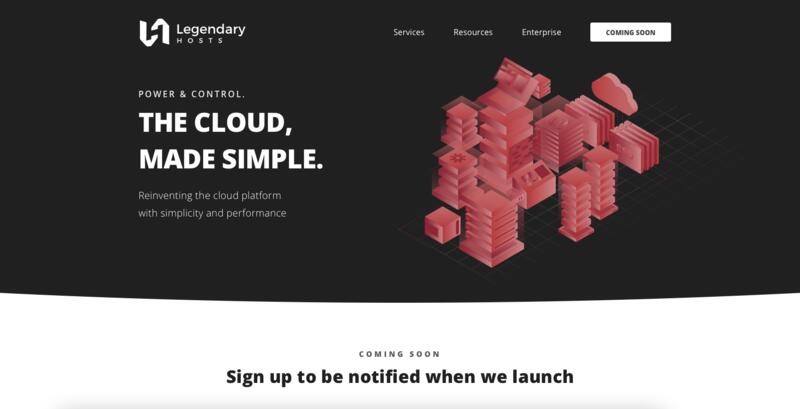 Legendary
HOSTS
Services
Resources
Enterprise
COMING SOON
POWER & CONTROL.
THE CLOUD,
MADE SIMPLE.
Reinventing the cloud platform
with simplicity and performance
COMING SOON
Sign up to be notified when we launch